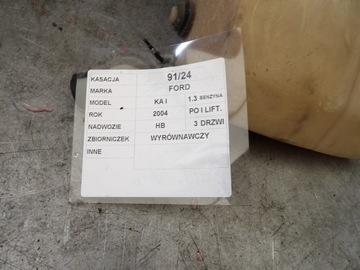 KASACJA 91/24
MARKA FORD
MODEL KA I 1.3 BENZYNA
ROK 2004 PO I LIFT.
NADWOZIE HB 3 DRZWI
ZBIORNICZEK WYRÓWNAWCZY
INNE